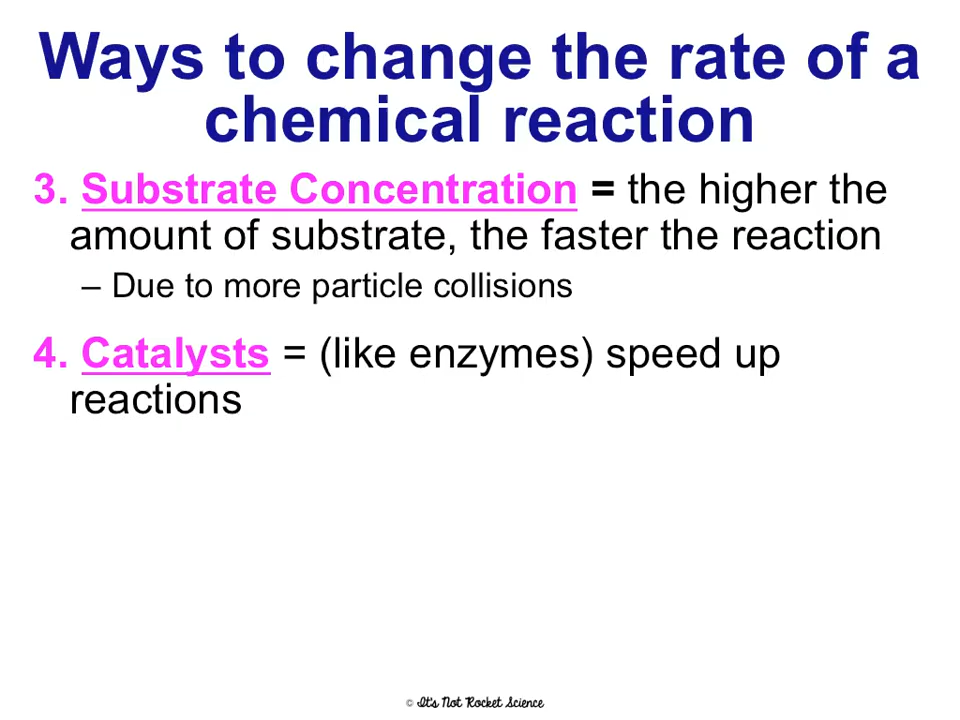 Ways to change the rate of a
chemical reaction
3. Substrate Concentration = the higher the
amount of substrate, the faster the reaction
– Due to more particle collisions
4. Catalysts = (like enzymes) speed up
reactions
© It's Not Rocket Science